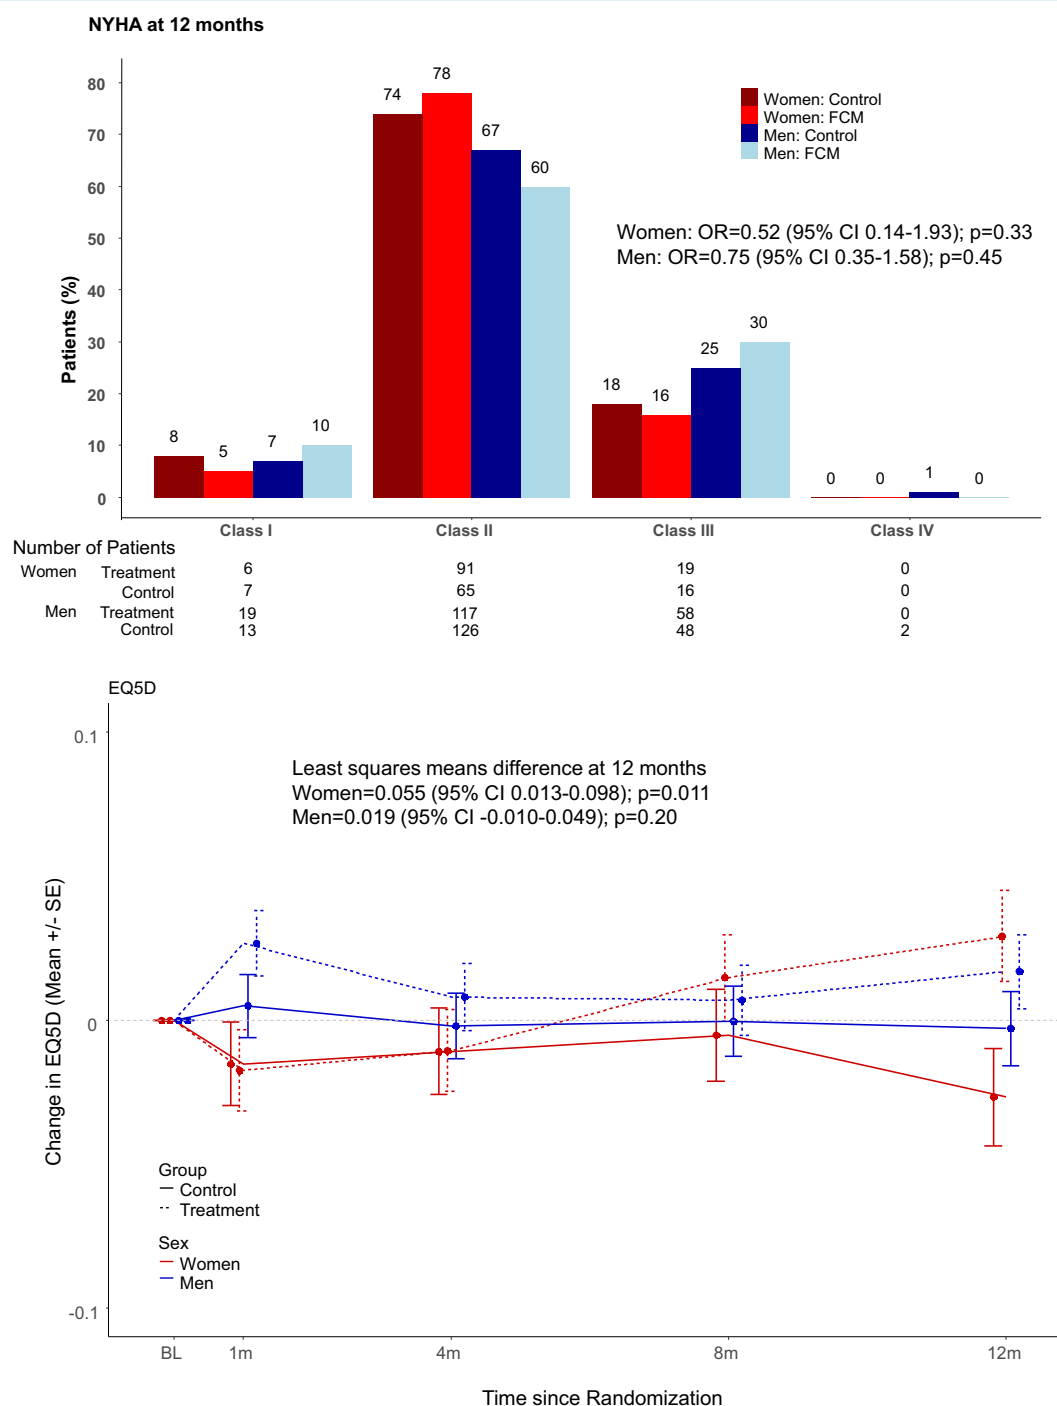 NYHA at 12 months
80
70
60
50
40
30
20
10
0
Patients (%)
8
5
7
10
74
78
67
60
18
16
25
30
0
0
1
0
Women: Control
Women: FCM
Men: Control
Men: FCM
Women: OR=0.52 (95% CI 0.14-1.93); p=0.33
Men: OR=0.75 (95% CI 0.35-1.58); p=0.45
Class I Class II Class III Class IV
Number of Patients
Women Treatment 6 91 19 0
Control 7 65 16 0
Men Treatment 19 117 58 0
Control 13 126 48 2
EQ5D
0.1
0
-0.1
Change in EQ5D (Mean +/- SE)
Least squares means difference at 12 months
Women=0.055 (95% CI 0.013-0.098); p=0.011
Men=0.019 (95% CI -0.010-0.049); p=0.20
Group
Control
Treatment
Sex
Women
Men
BL 1m 4m 8m 12m
Time since Randomization